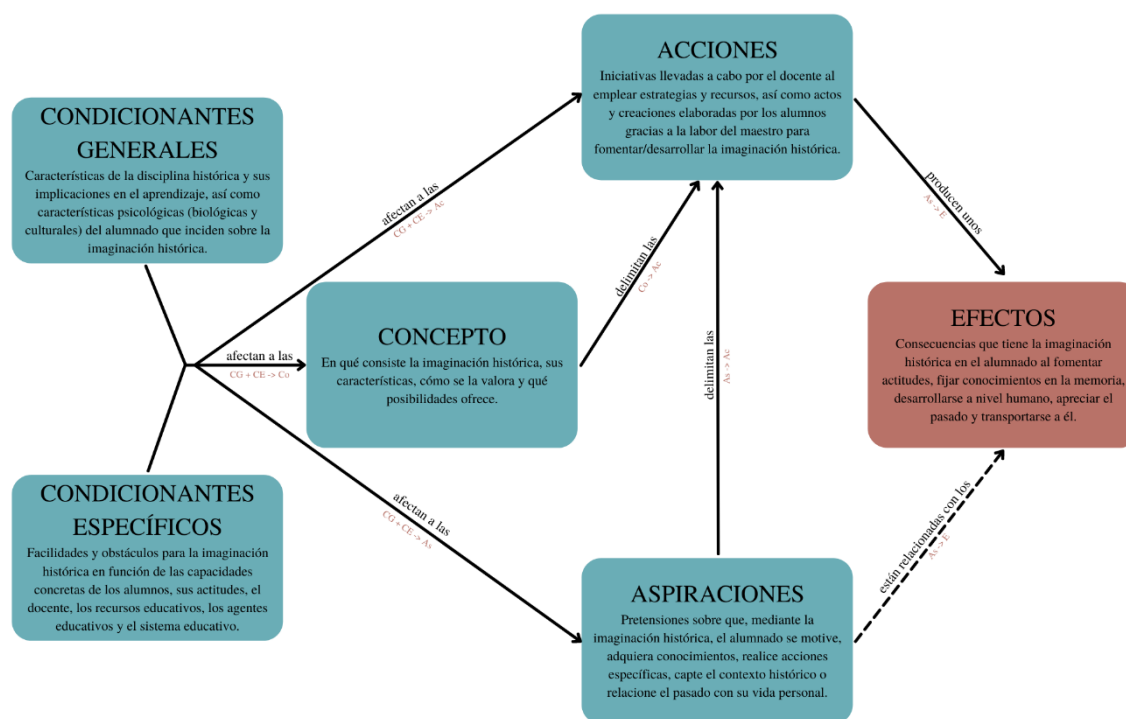 ACCIONES
Iniciativas llevadas a cabo por el docente al
emplear estrategias y recursos, así como actos
y creaciones elaboradas por los alumnos
gracias a la labor del maestro para
fomentar/desarrollar la imaginación histórica.
CONDICIONANTES
GENERALES
Características de la disciplina histórica y sus
implicaciones en el aprendizaje, así como
características psicológicas (biológicas y
culturales) del alumnado que inciden sobre la
imaginación histórica.
afectan a las
CG + CE -> Ac
producen unos
As -> E
delimitan las
Co -> Ac
CONCEPTO
En qué consiste la imaginación histórica, sus
características, cómo se la valora y qué
posibilidades ofrece.
afectan a las
CG + CE -> Co
delimitan las
As -> Ac
EFECTOS
Consecuencias que tiene la imaginación
histórica en el alumnado al fomentar
actitudes, fijar conocimientos en la memoria,
desarrollarse a nivel humano, apreciar el
pasado y transportarse a él.
CONDICIONANTES
ESPECÍFICOS
Facilidades y obstáculos para la imaginación
histórica en función de las capacidades
concretas de los alumnos, sus actitudes, el
docente, los recursos educativos, los agentes
educativos y el sistema educativo.
afectan a las
CG + CE -> As
están relacionadas con los
As -> E
ASPIRACIONES
Pretensiones sobre que, mediante la
imaginación histórica, el alumnado se motive,
adquiera conocimientos, realice acciones
específicas, capte el contexto histórico o
relacione el pasado con su vida personal.